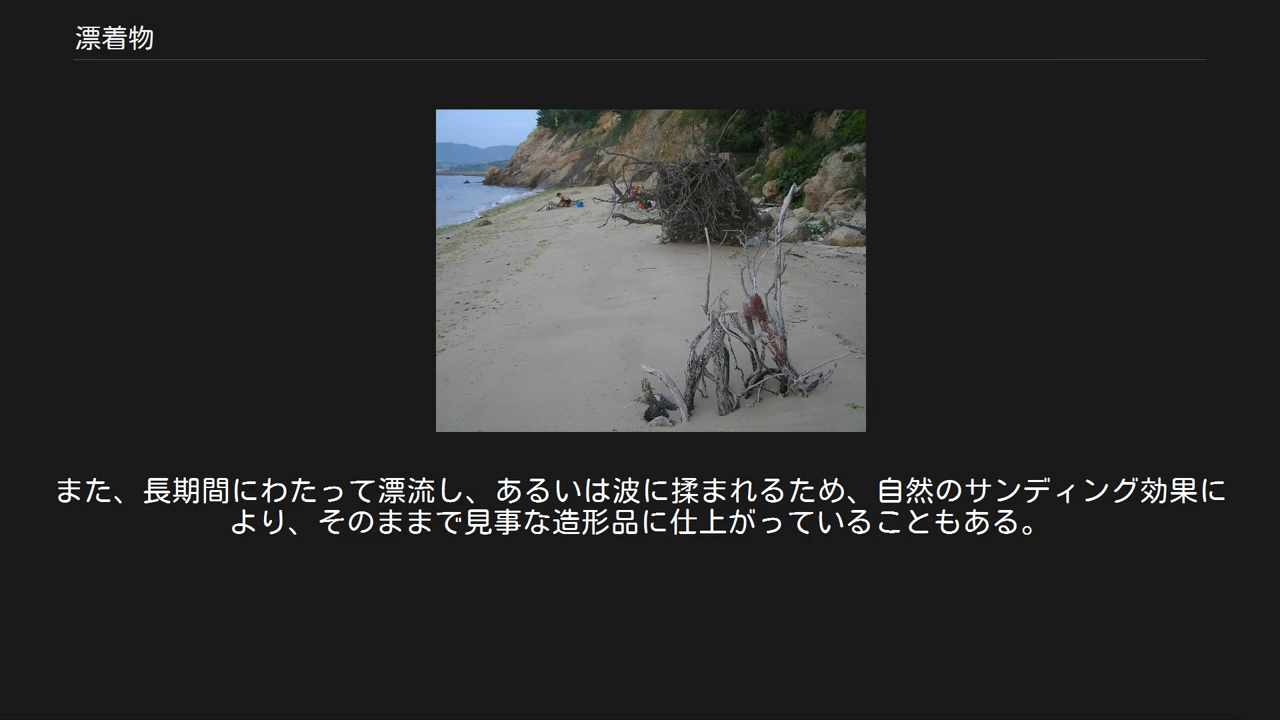 漂着物
また、長期間にわたって漂流し、あるいは波に揉まれるため、自然のサンディング効果に
より、そのままで見事な造形品に仕上がっていることもある。